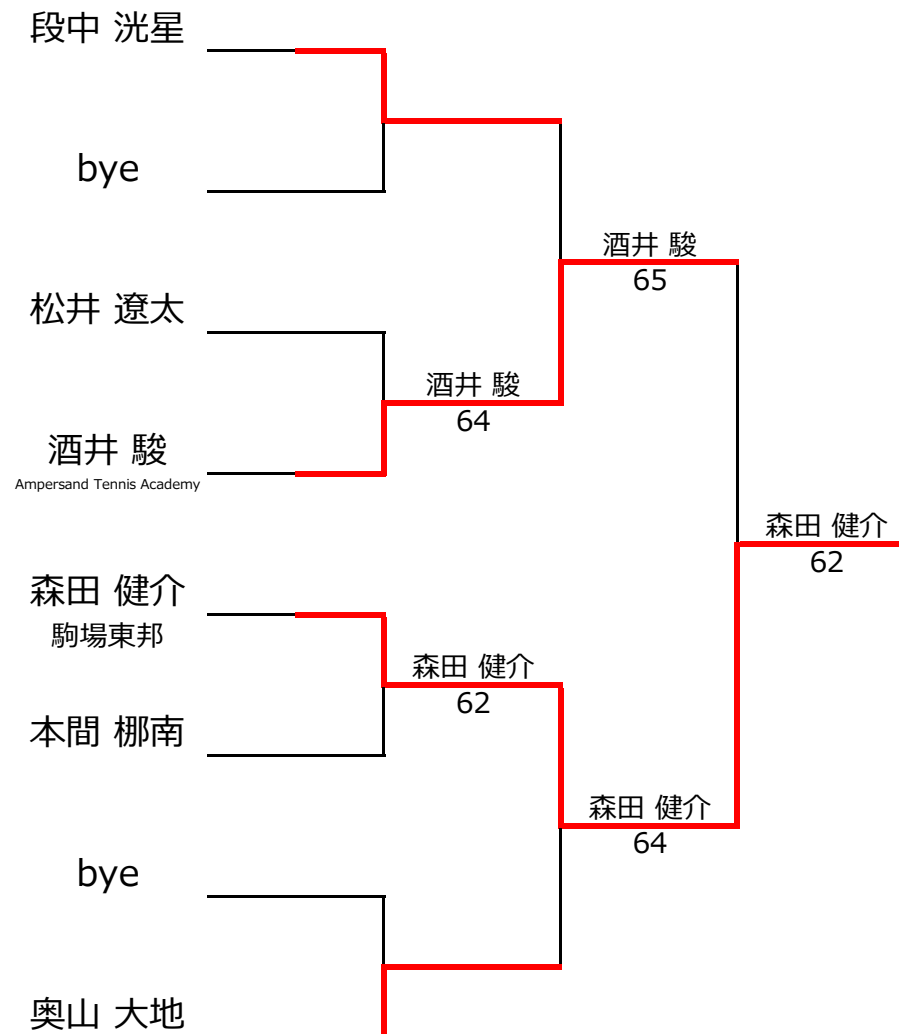 段中 洸星
bye
松井 遼太
酒井 駿
Ampersand Tennis Academy
森田 健介
駒場東邦
本間 梛南
bye
奥山 大地
酒井 駿
64
森田 健介
62
酒井 駿
65
森田 健介
64
森田 健介
62